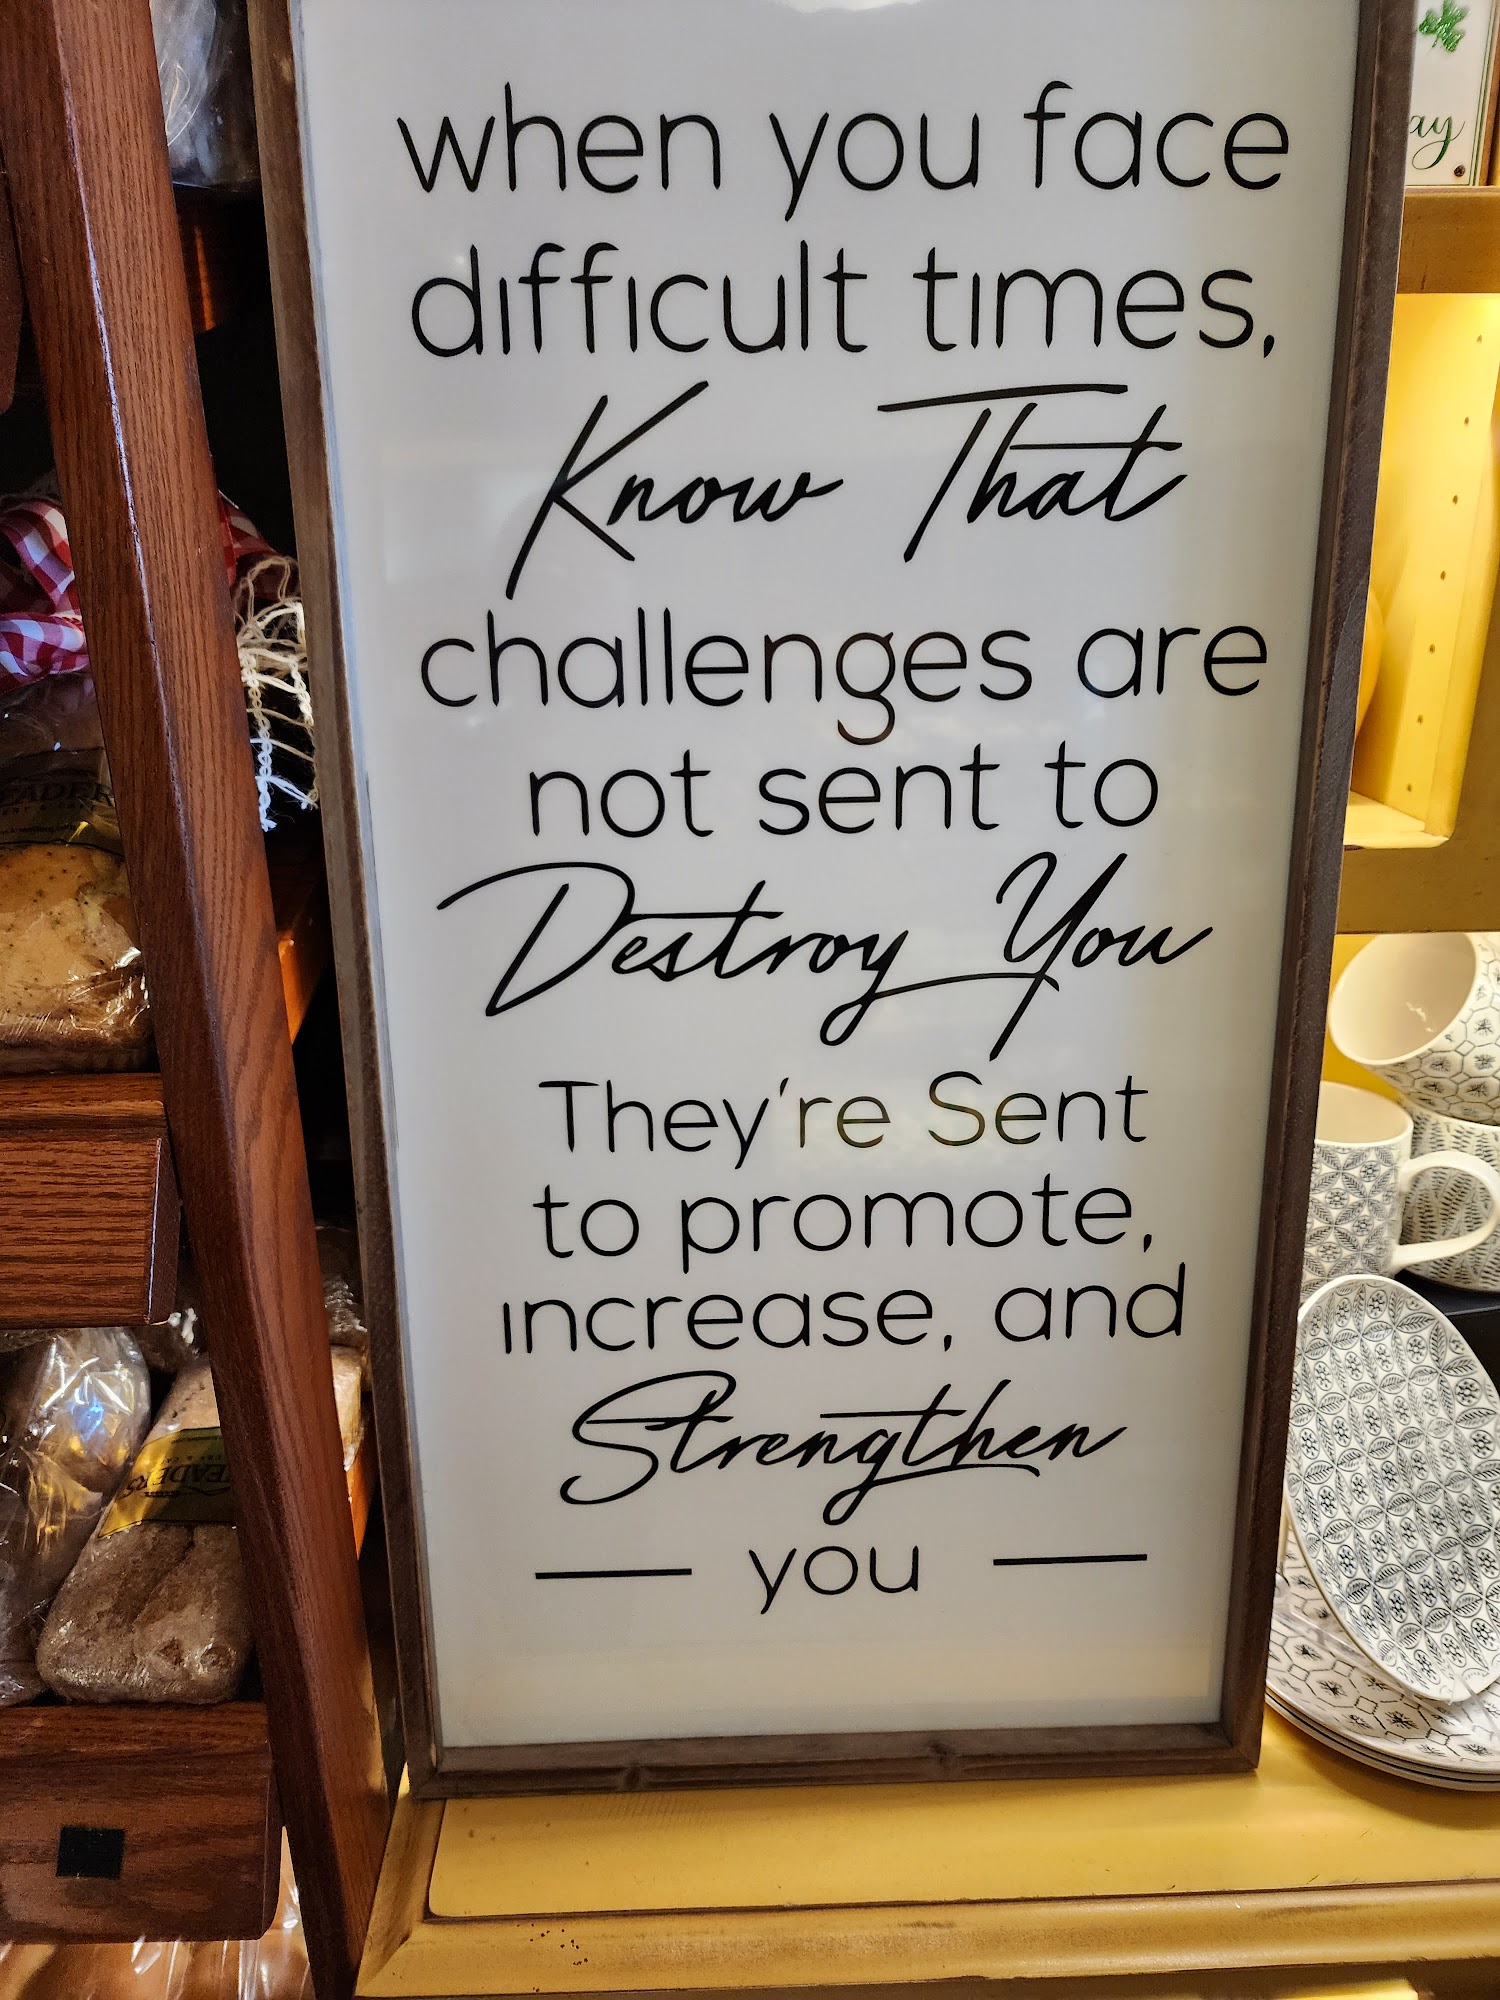 when you face
difficult times,
Know That
challenges are
not sent to
Destroy You
They're Sent
to promote,
increase, and
Strengthen
— you —
ay